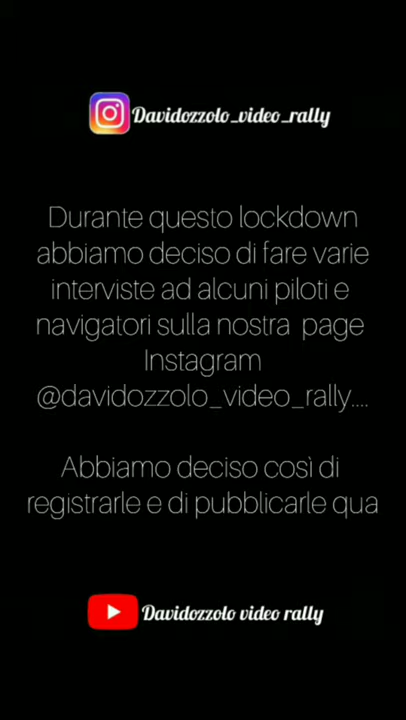 Davidozzolo_video_rally
Durante questo lockdown
abbiamo deciso di fare varie
interviste ad alcuni piloti e
navigatori sulla nostra page
Instagram
@davidozzolo_video_rally....
Abbiamo deciso così di
registrarle e di pubblicarle qua
Davidozzolo video rally